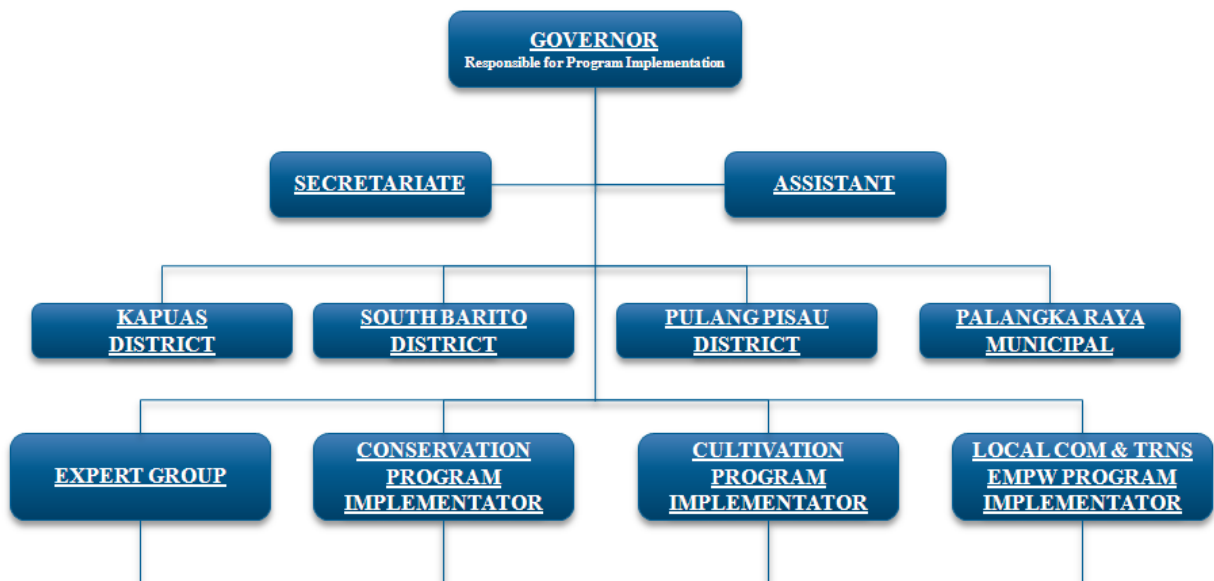 GOVERNOR
Responsible for Program Implementation
SECRETARIATE
ASSISTANT
KAPUAS
DISTRICT
SOUTH BARITO
DISTRICT
PULANG PISAU
DISTRICT
PALANGKA RAYA
MUNICIPAL
EXPERT GROUP
CONSERVATION
PROGRAM
IMPLEMENTATOR
CULTIVATION
PROGRAM
IMPLEMENTATOR
LOCAL COM & TRNS
EMPW PROGRAM
IMPLEMENTATOR